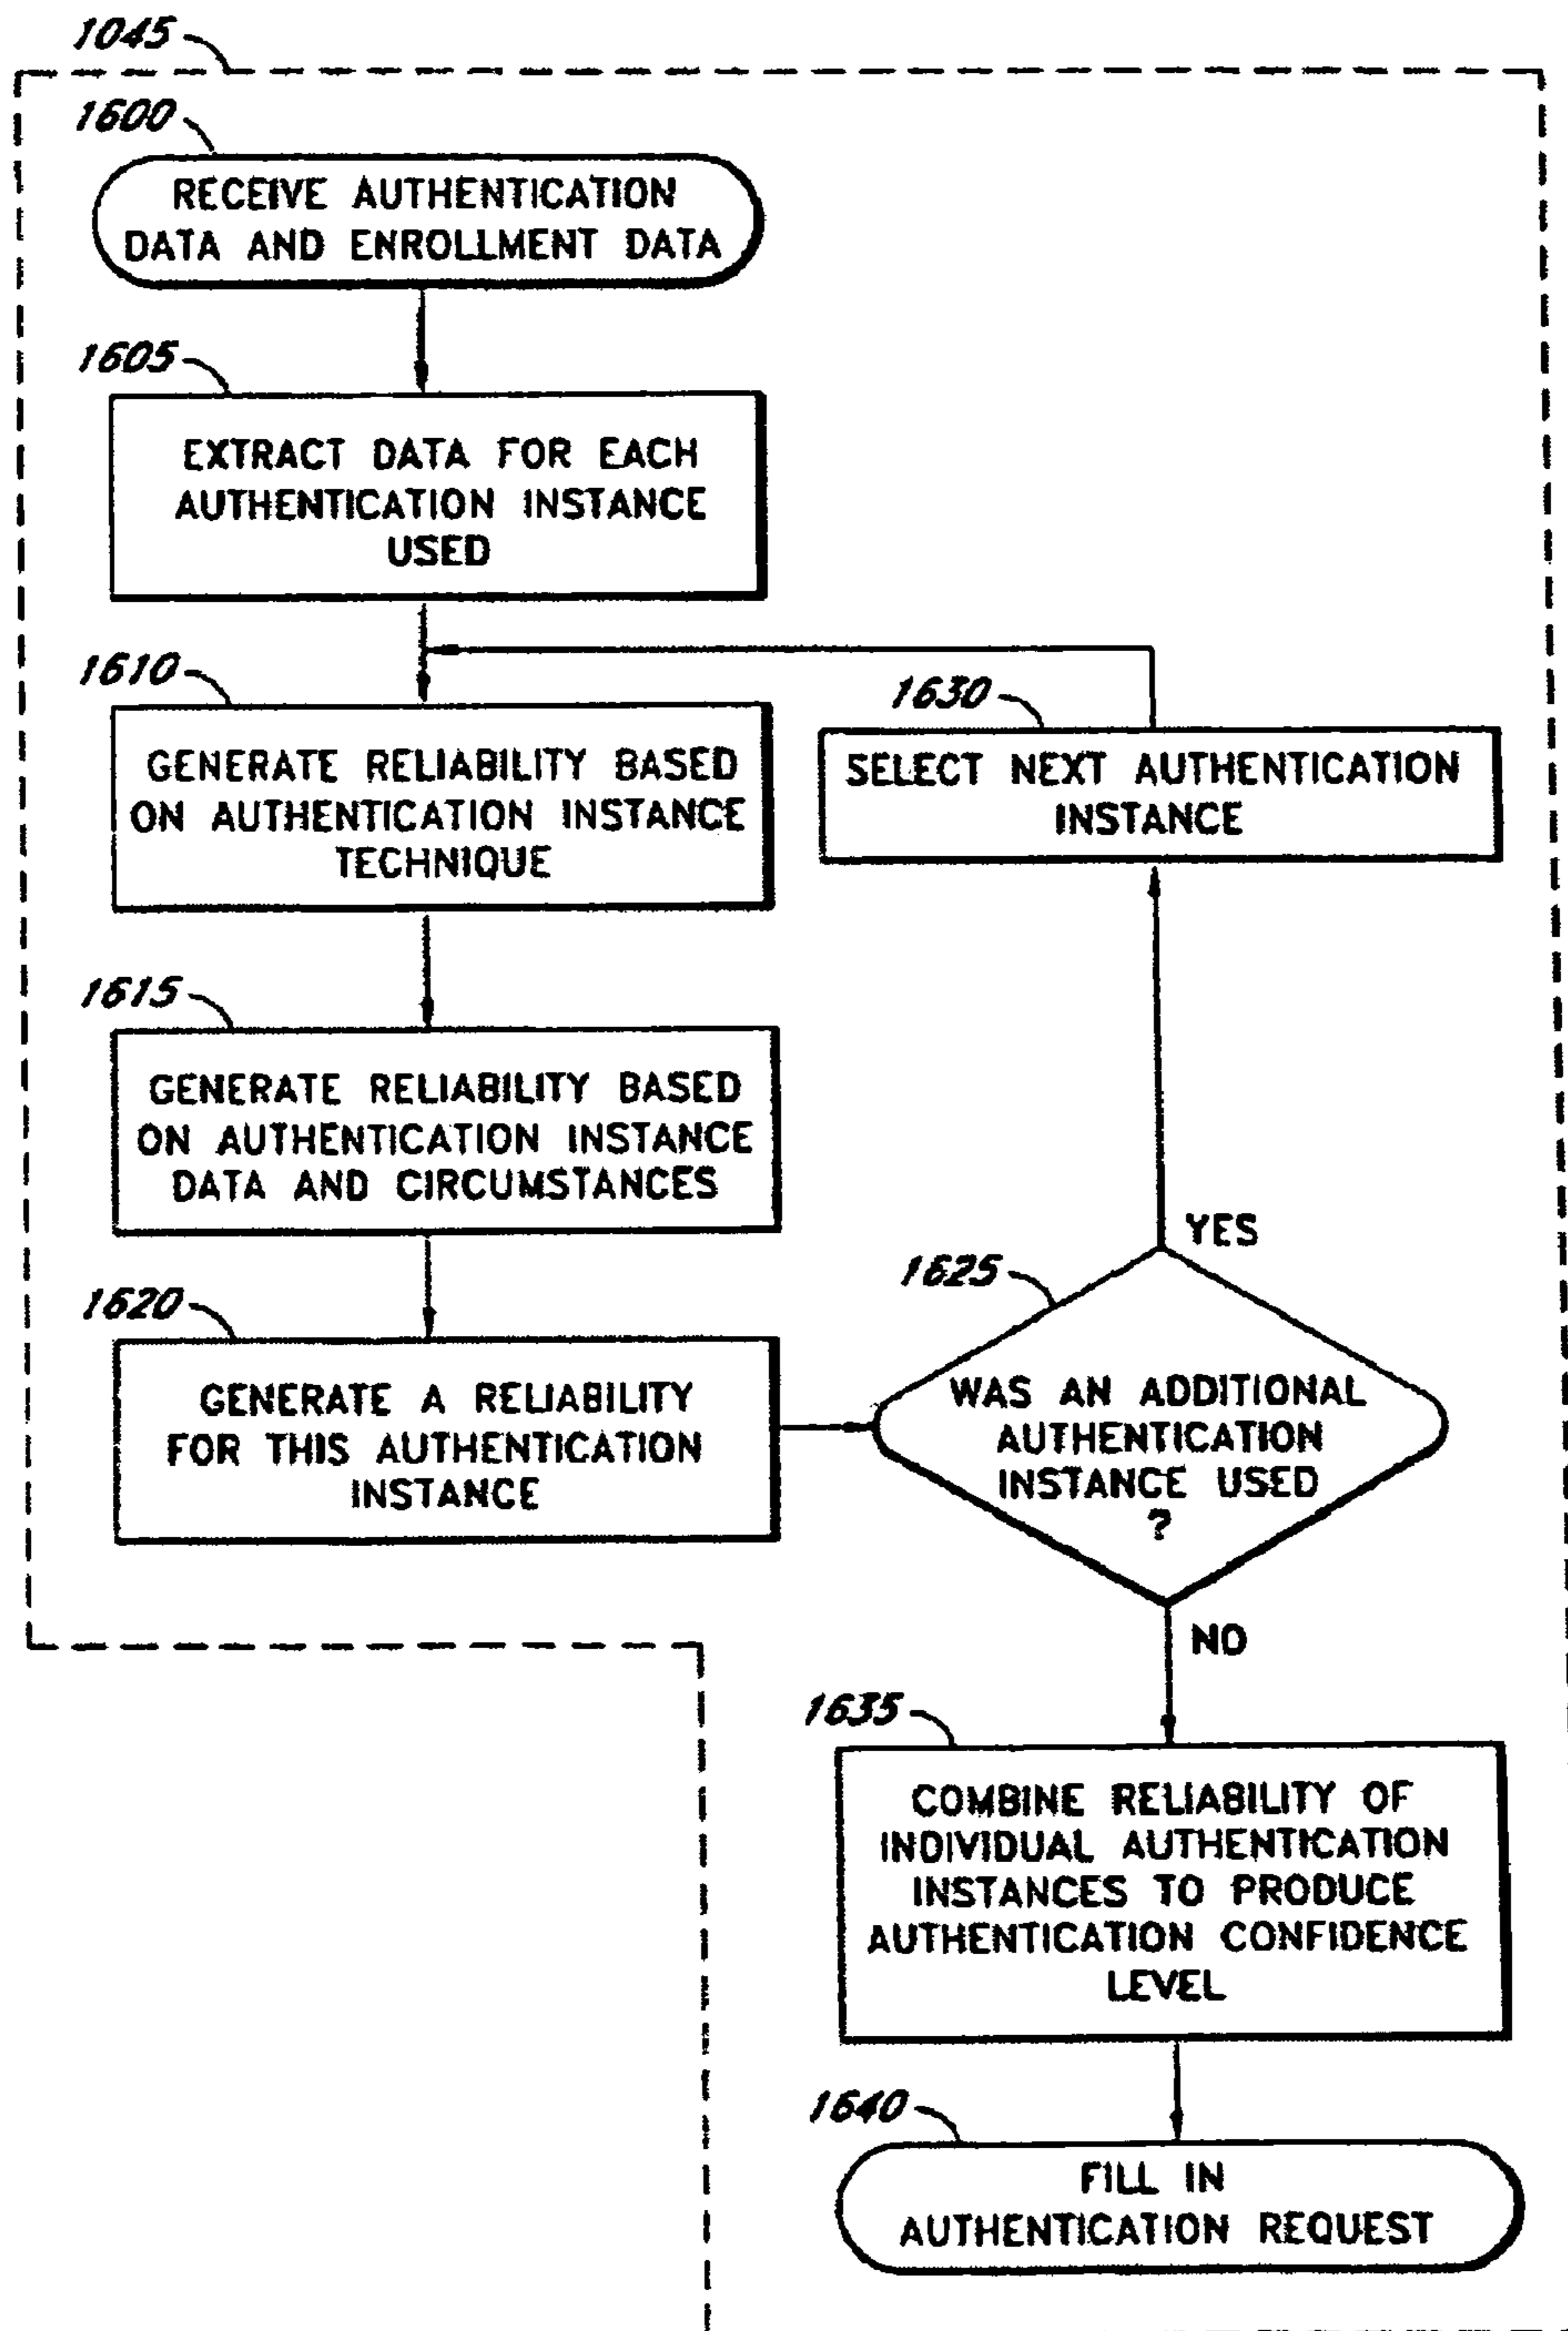 1045
1600
RECEIVE AUTHENTICATION
DATA AND ENROLLMENT DATA
1605
EXTRACT DATA FOR EACH
AUTHENTICATION INSTANCE
USED
1610
GENERATE RELIABILITY BASED
ON AUTHENTICATION INSTANCE
TECHNIQUE
1630
SELECT NEXT AUTHENTICATION
INSTANCE
1615
GENERATE RELIABILITY BASED
ON AUTHENTICATION INSTANCE
DATA AND CIRCUMSTANCES
1620
GENERATE A RELIABILITY
FOR THIS AUTHENTICATION
INSTANCE
YES
1625
WAS AN ADDITIONAL
AUTHENTICATION
INSTANCE USED
?
NO
1635
COMBINE RELIABILITY OF
INDIVIDUAL AUTHENTICATION
INSTANCES TO PRODUCE
AUTHENTICATION CONFIDENCE
LEVEL
1640
FILL IN
AUTHENTICATION REQUEST